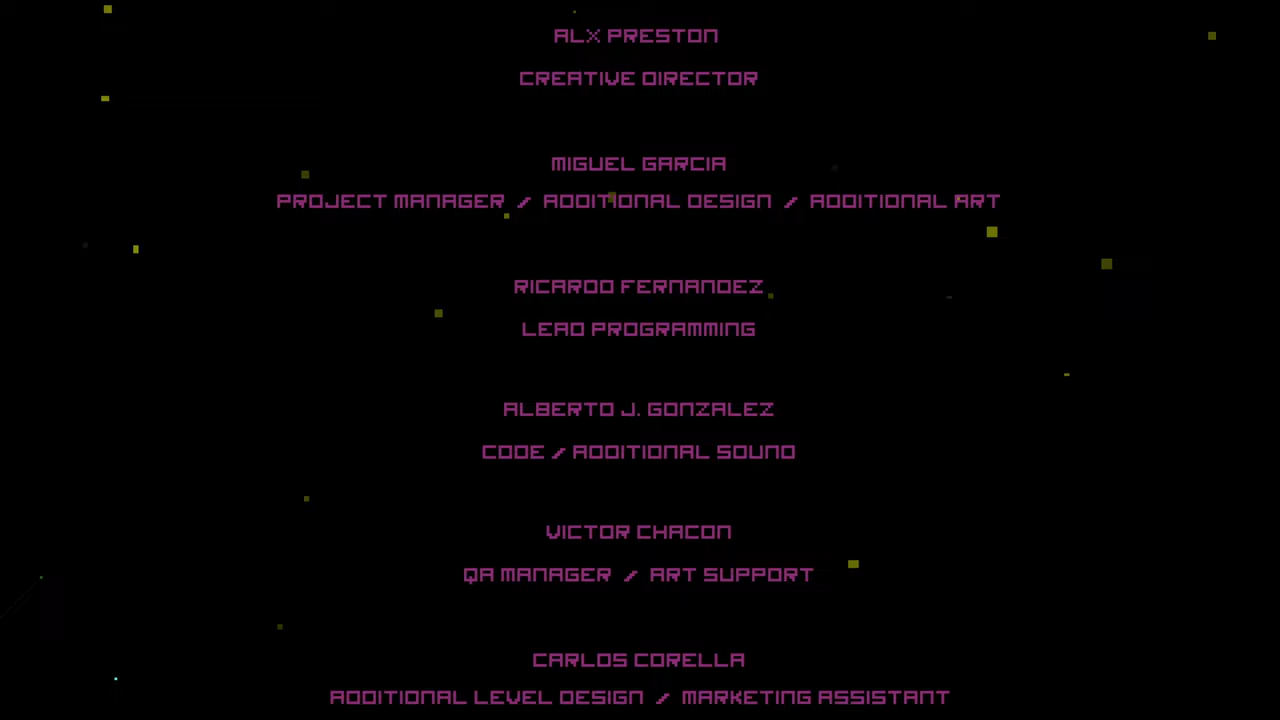 ALX PRESTON
CREATIVE DIRECTOR
MIGUEL GARCIA
PROJECT MANAGER / ADDITIONAL DESIGN / ADDITIONAL ART
RICARDO FERNANDEZ
LEAD PROGRAMMING
ALBERTO J. GONZALEZ
CODE / ADDITIONAL SOUND
VICTOR CHACON
QA MANAGER / ART SUPPORT
CARLOS CORELLA
ADDITIONAL LEVEL DESIGN / MARKETING ASSISTANT